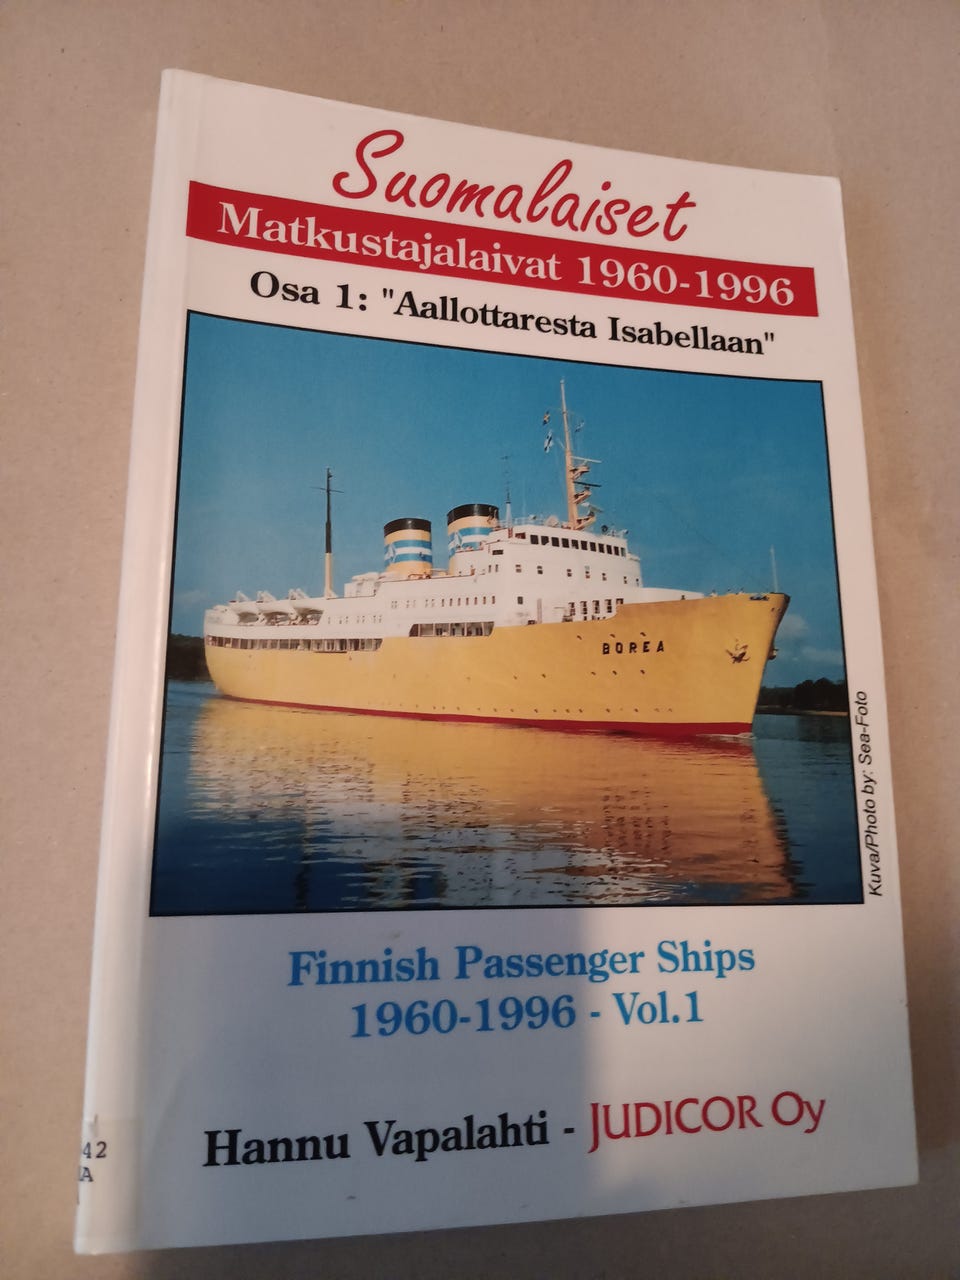 Suomalaiset
Matkustajalaivat 1960-1996
Osa 1: "Aallottaresta Isabellaan"
BOREA
Kuva/Photo by: Sea-Foto
Finnish Passenger Ships
1960-1996 - Vol.1
Hannu Vapalahti - JUDICOR Oy
42